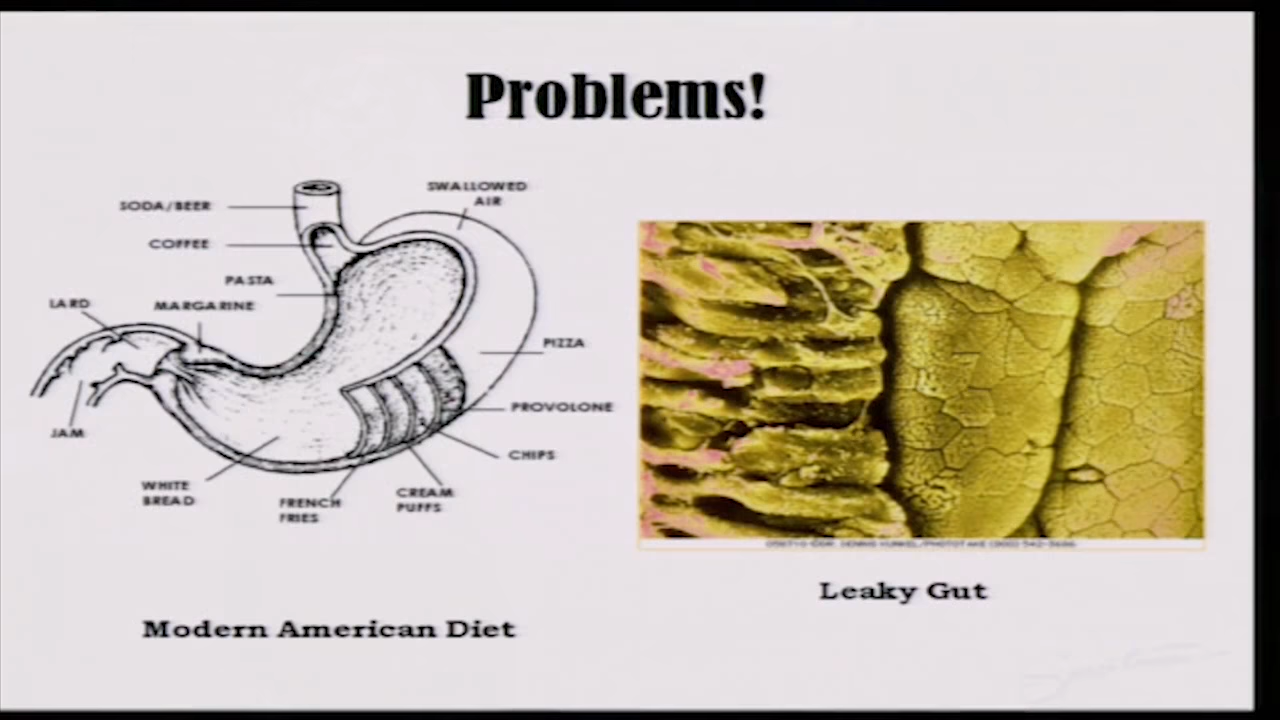 Problems!
SODA/BEER
SWALLOWED
AIR
COFFEE
PASTA
LARD
MARGARINE
PIZZA
PROVOLONE
JAM
CHIPS
WHITE
BREAD
FRENCH
FRIES
CREAM
PUFFS
Leaky Gut
Modern American Diet